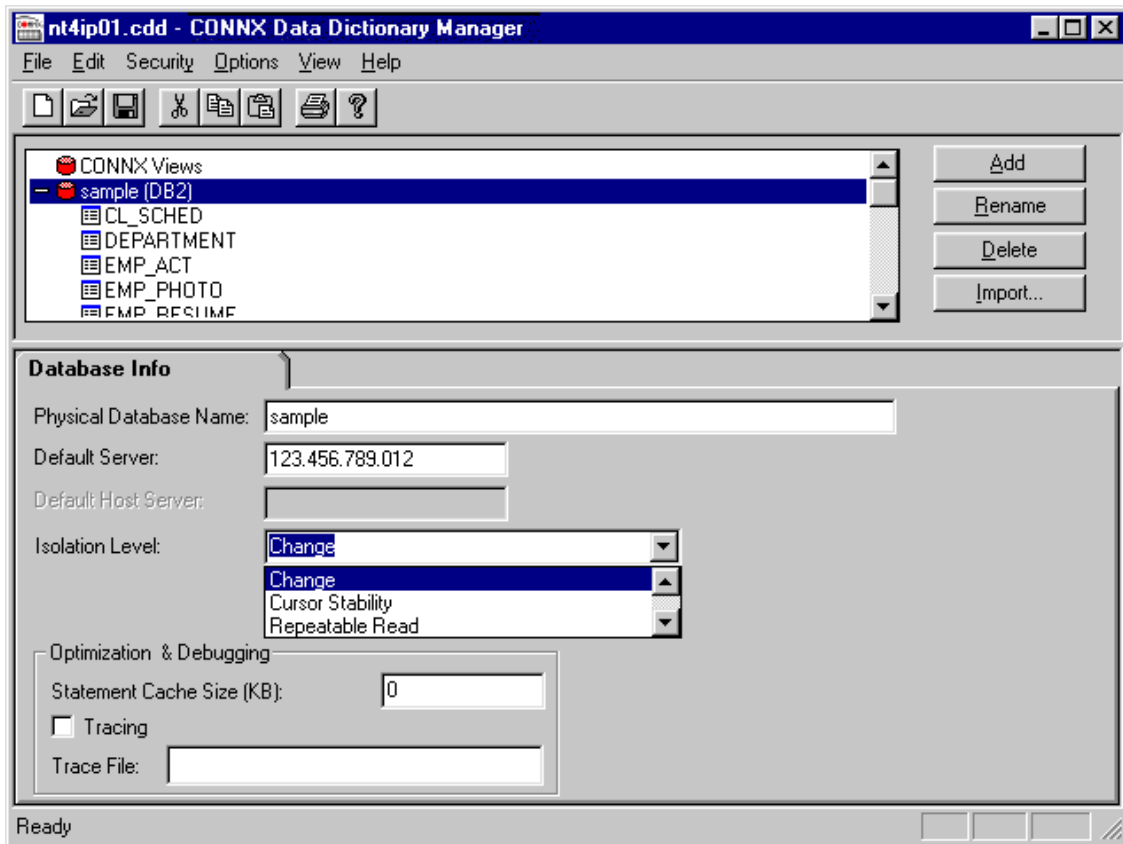 nt4ip01.cdd - CONNX Data Dictionary Manager
File Edit Security Options View Help
CONNX Views
sample (DB2)
CL_SCHED
DEPARTMENT
EMP_ACT
EMP_PHOTO
EMP_RESUME
Add
Rename
Delete
Import...
Database Info
Physical Database Name: sample
Default Server: 123.456.789.012
Default Host Server:
Isolation Level: Change
Change
Cursor Stability
Repeatable Read
Optimization & Debugging
Statement Cache Size (KB): 0
Tracing
Trace File:
Ready